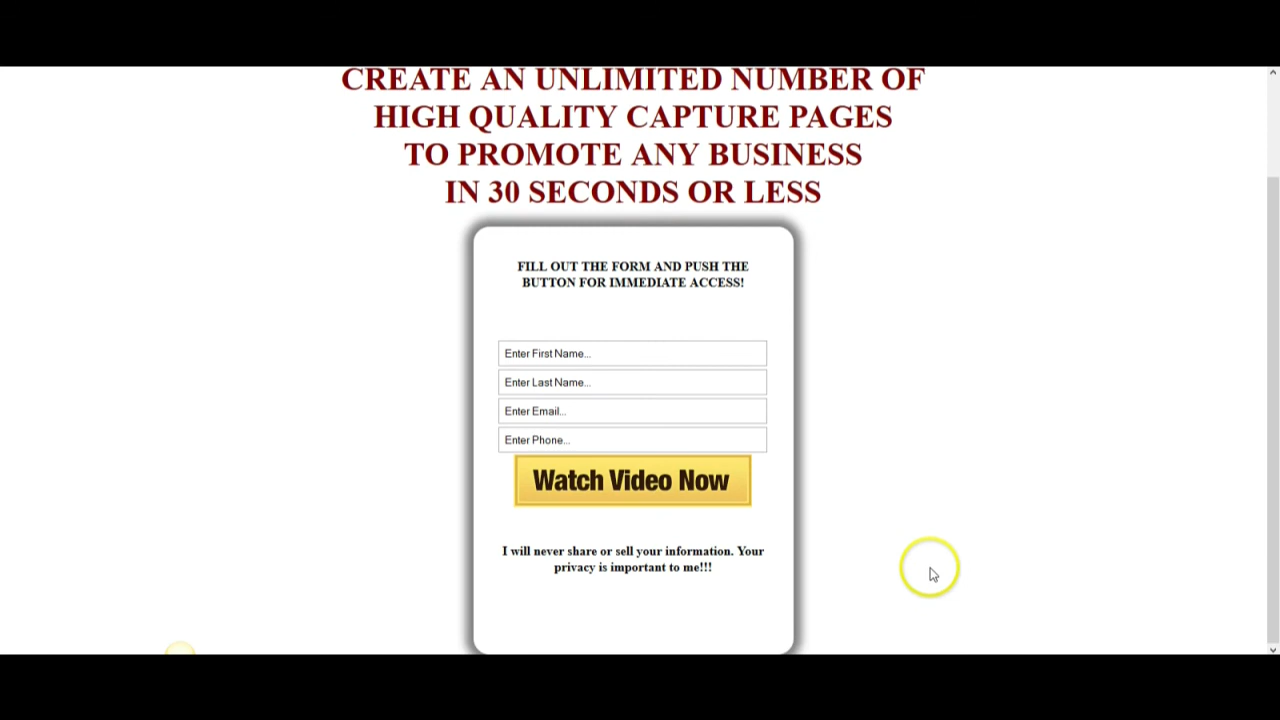 CREATE AN UNLIMITED NUMBER OF
HIGH QUALITY CAPTURE PAGES
TO PROMOTE ANY BUSINESS
IN 30 SECONDS OR LESS
FILL OUT THE FORM AND PUSH THE
BUTTON FOR IMMEDIATE ACCESS!
Enter First Name...
Enter Last Name...
Enter Email...
Enter Phone...
Watch Video Now
I will never share or sell your information. Your
privacy is important to me!!!